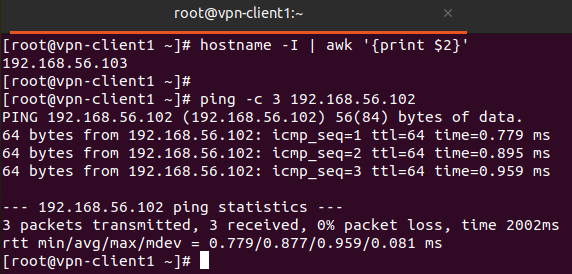 root@vpn-client1:~
[root@vpn-client1 ~]# hostname -I | awk '{print $2}'
192.168.56.103
[root@vpn-client1 ~]#
[root@vpn-client1 ~]# ping -c 3 192.168.56.102
PING 192.168.56.102 (192.168.56.102) 56(84) bytes of data.
64 bytes from 192.168.56.102: icmp_seq=1 ttl=64 time=0.779 ms
64 bytes from 192.168.56.102: icmp_seq=2 ttl=64 time=0.895 ms
64 bytes from 192.168.56.102: icmp_seq=3 ttl=64 time=0.959 ms
--- 192.168.56.102 ping statistics ---
3 packets transmitted, 3 received, 0% packet loss, time 2002ms
rtt min/avg/max/mdev = 0.779/0.877/0.959/0.081 ms
[root@vpn-client1 ~]#